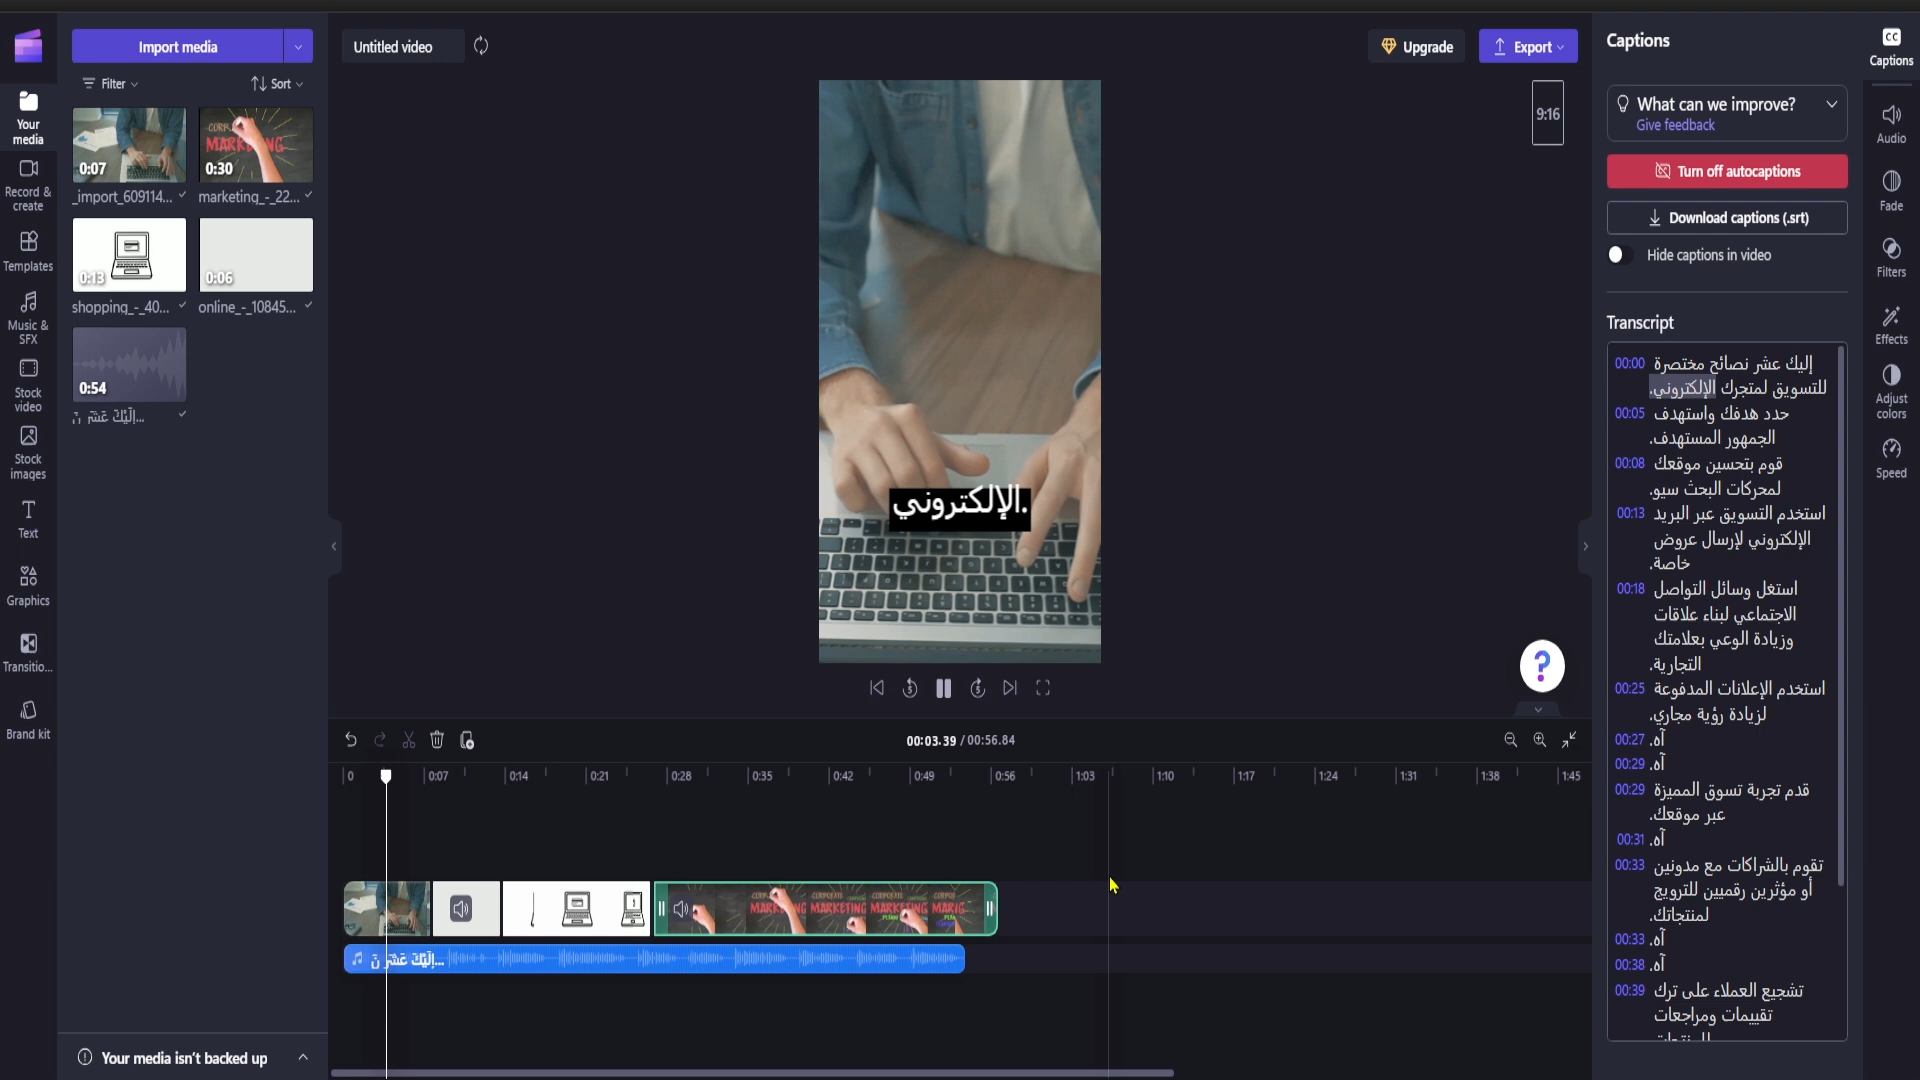 Import media
Filter
Sort
0:07
0:30
_import_609114...
marketing_-_22...
0:13
0:06
shopping_-_40...
online_-_10845...
0:54
إِلَيْكَ عَشَر نَ...
Your media
Record & create
Templates
Music & SFX
Stock video
Stock images
Text
Graphics
Transitio...
Brand kit
Your media isn't backed up
Untitled video
Upgrade
Export
9:16
الإلكتروني.
00:03.39 / 00:56.84
0
0:07
0:14
0:21
0:28
0:35
0:42
0:49
0:56
1:03
1:10
1:17
1:24
1:31
1:38
1:45
CORPORATE MARKETING
إِلَيْكَ عَشَر نَ...
Captions
What can we improve?
Give feedback
Turn off autocaptions
Download captions (.srt)
Hide captions in video
Transcript
00:00 إليك عشر نصائح مختصرة
للتسويق لمتجرك الإلكتروني.
00:05 حدد هدفك واستهدف
الجمهور المستهدف.
00:08 قوم بتحسين موقعك
لمحركات البحث سيو.
00:13 استخدم التسويق عبر البريد
الإلكتروني لإرسال عروض
خاصة.
00:18 استغل وسائل التواصل
الاجتماعي لبناء علاقات
وزيادة الوعي بعلامتك
التجارية.
00:25 استخدم الإعلانات المدفوعة
لزيادة رؤية مجاري.
00:27 آه.
00:29 آه.
00:29 قدم تجربة تسوق المميزة
عبر موقعك.
00:31 آه.
00:33 تقوم بالشراكات مع مدونين
أو مؤثرين رقميين للترويج
لمنتجاتك.
00:33 آه.
00:38 آه.
00:39 تشجيع العملاء على ترك
تقييمات ومراجعات
CC
Captions
Audio
Fade
Filters
Effects
Adjust colors
Speed